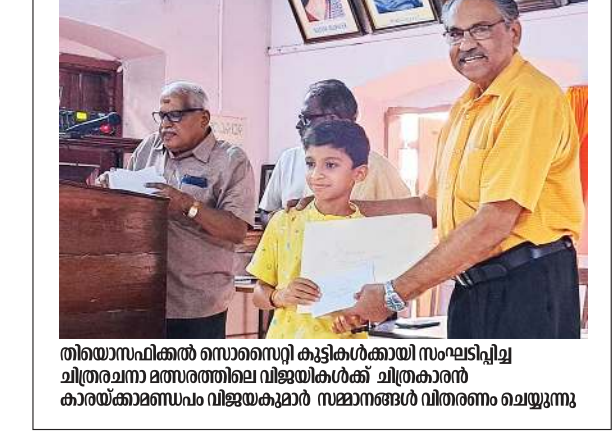 തിയൊസഫിക്കൽ സൊസൈറ്റി കുട്ടികൾക്കായി സംഘടിപ്പിച്ച
ചിത്രരചനാ മത്സരത്തിലെ വിജയികൾക്ക് ചിത്രകാരൻ
കാരയ്ക്കാമണ്ഡപം വിജയകുമാർ സമ്മാനങ്ങൾ വിതരണം ചെയ്യുന്നു